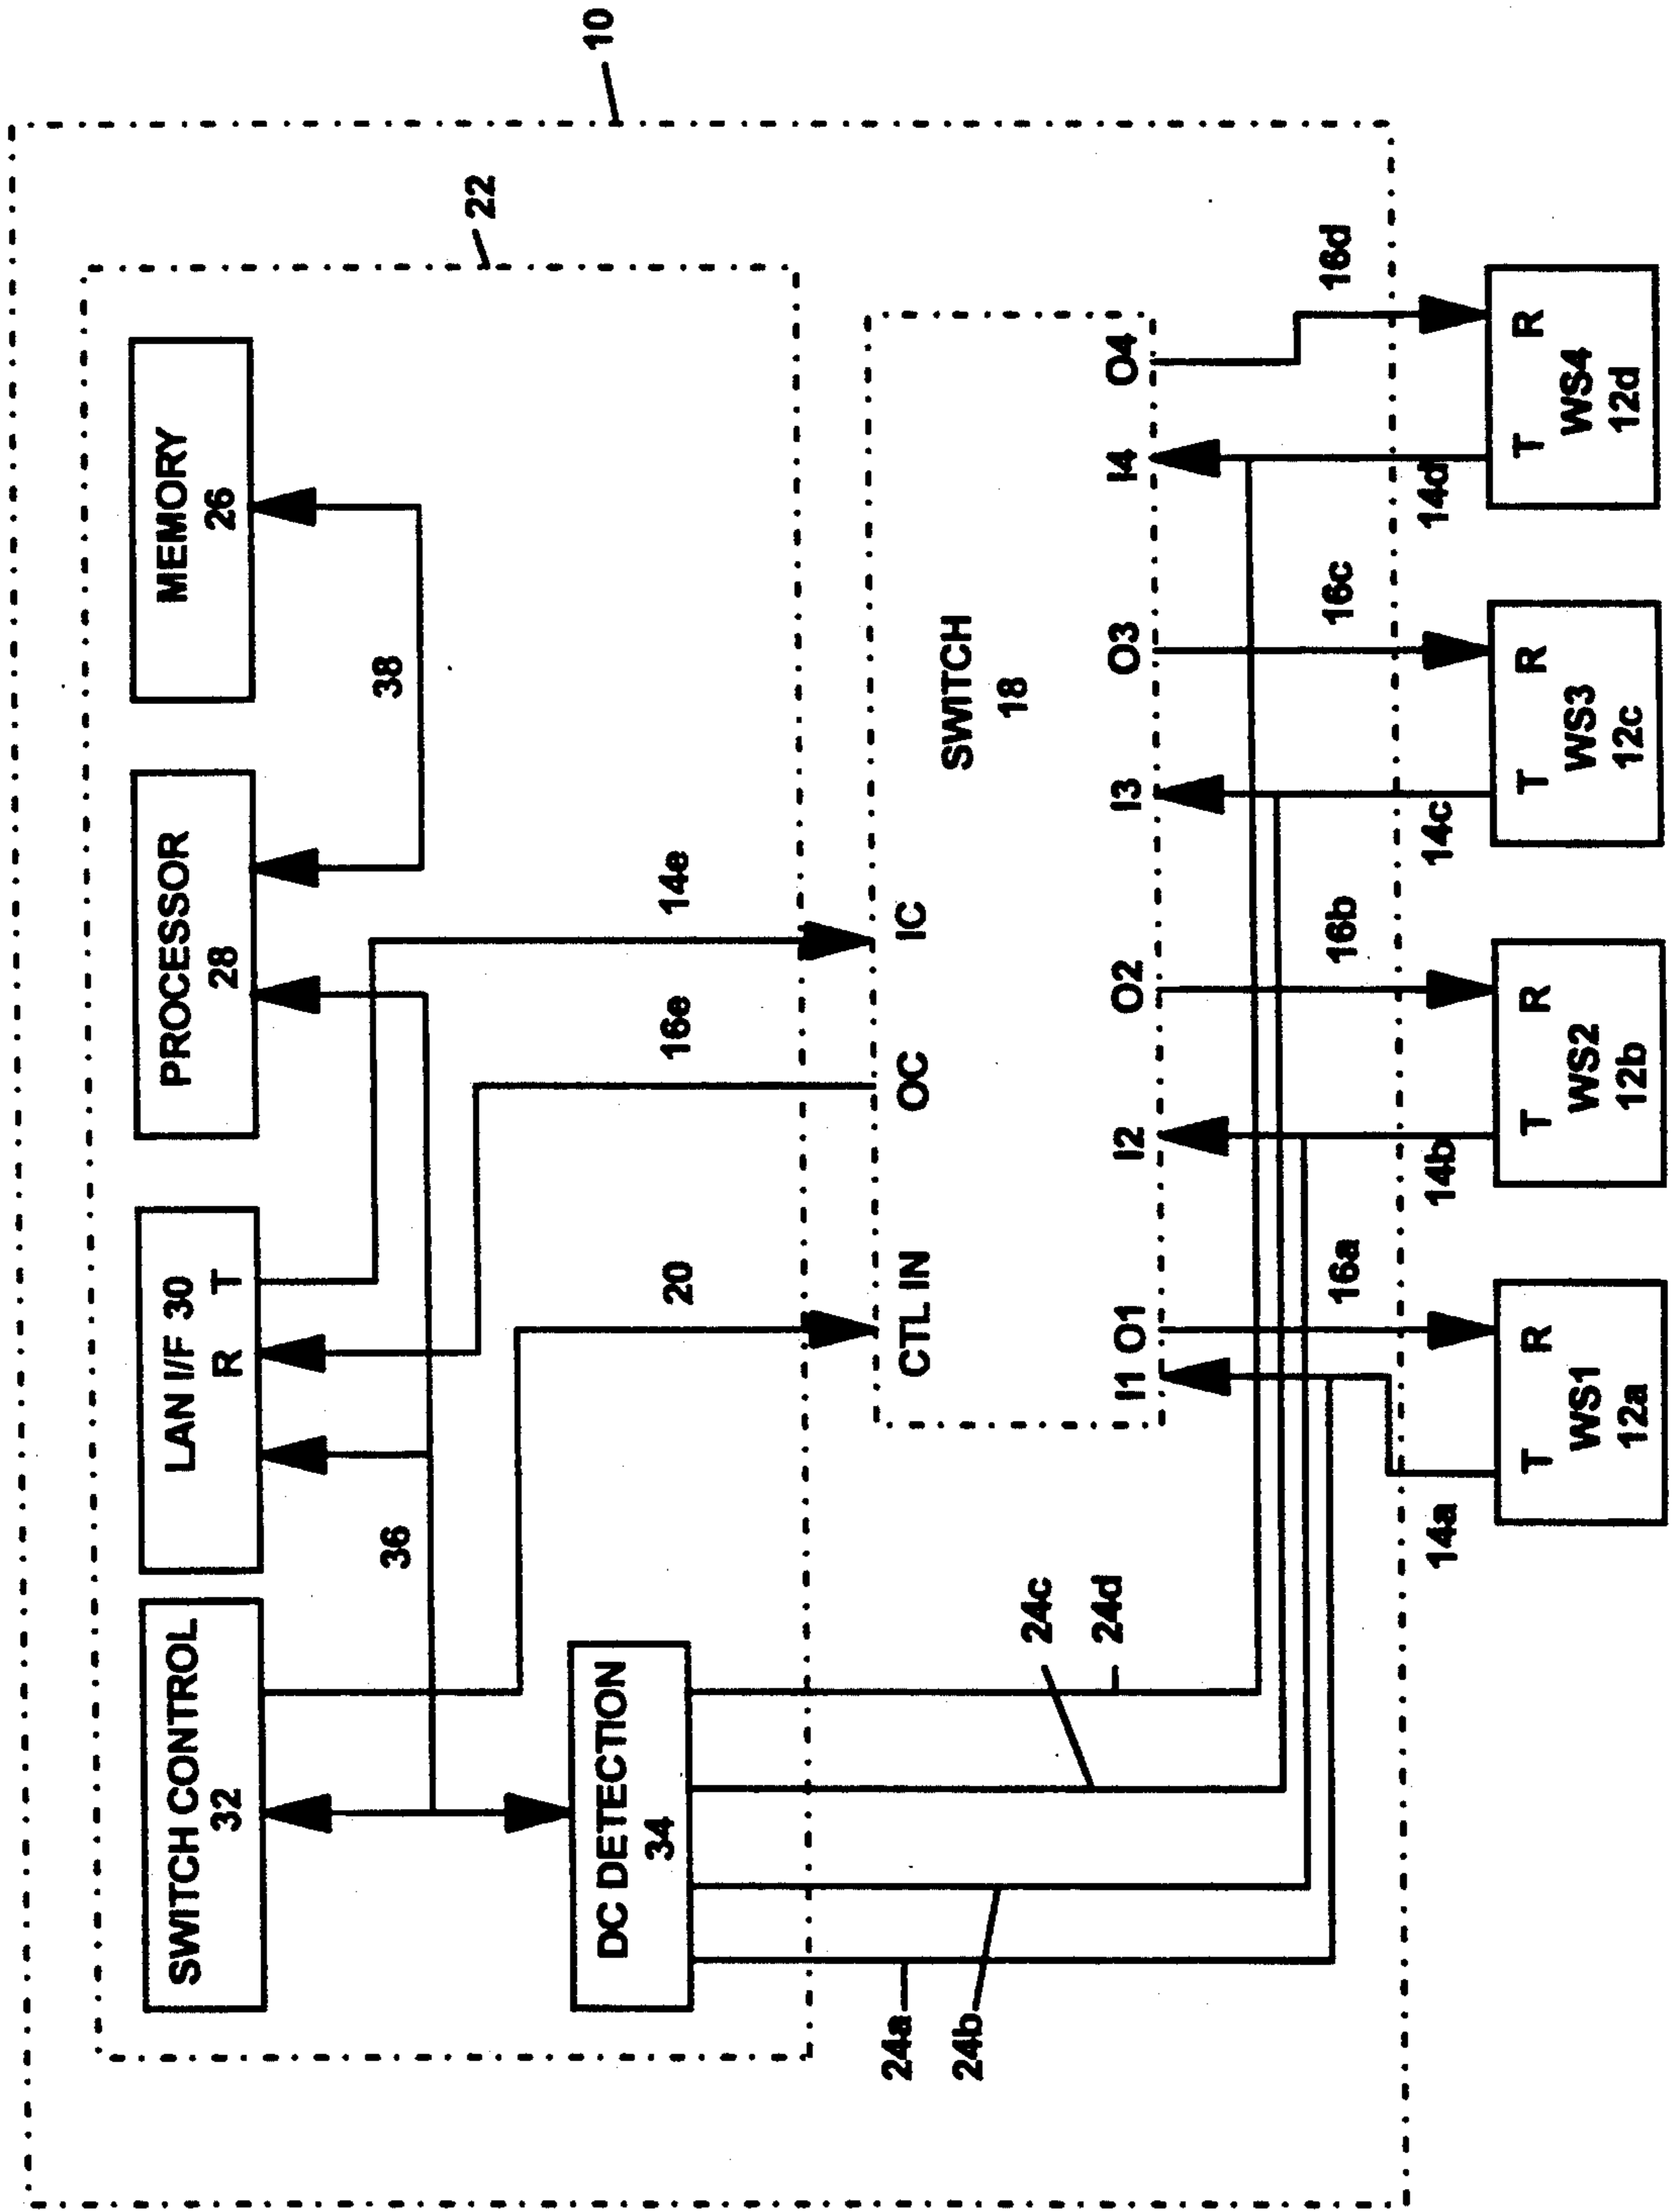 10
22
SWITCH CONTROL
32
LAN I/F 30
R T
PROCESSOR
28
MEMORY
26
36
38
DC DETECTION
34
20
16e
14e
CTL IN
OC
IC
SWITCH
18
I1 O1
I2
O2
I3
O3
I4
O4
24a
24b
24c
24d
14a
16a
14b
16b
14c
16c
14d
16d
T R
WS1
12a
T R
WS2
12b
T R
WS3
12c
T R
WS4
12d